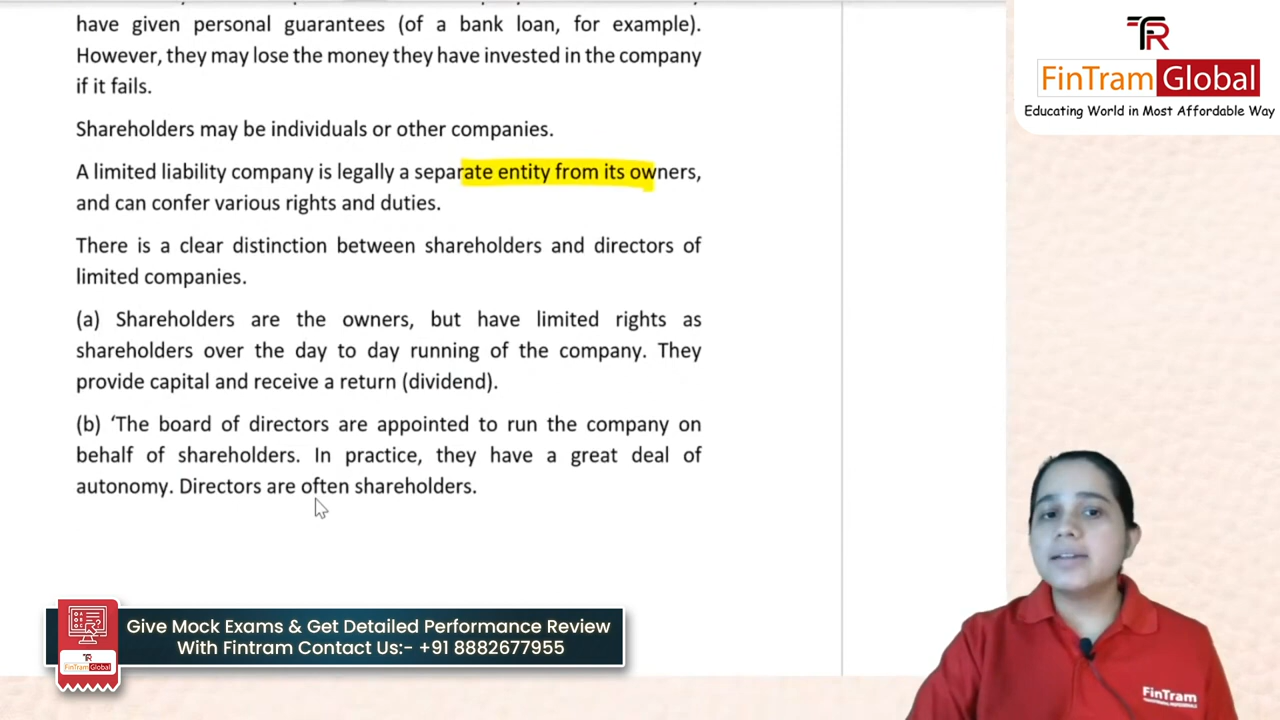 have given personal guarantees (of a bank loan, for example).
However, they may lose the money they have invested in the company
if it fails.
Shareholders may be individuals or other companies.
A limited liability company is legally a separate entity from its owners,
and can confer various rights and duties.
There is a clear distinction between shareholders and directors of
limited companies.
(a) Shareholders are the owners, but have limited rights as
shareholders over the day to day running of the company. They
provide capital and receive a return (dividend).
(b) ‘The board of directors are appointed to run the company on
behalf of shareholders. In practice, they have a great deal of
autonomy. Directors are often shareholders.
TR
FinTram Global
Educating World in Most Affordable Way
FinTram Global
Give Mock Exams & Get Detailed Performance Review
With Fintram Contact Us:- +91 8882677955
FinTram